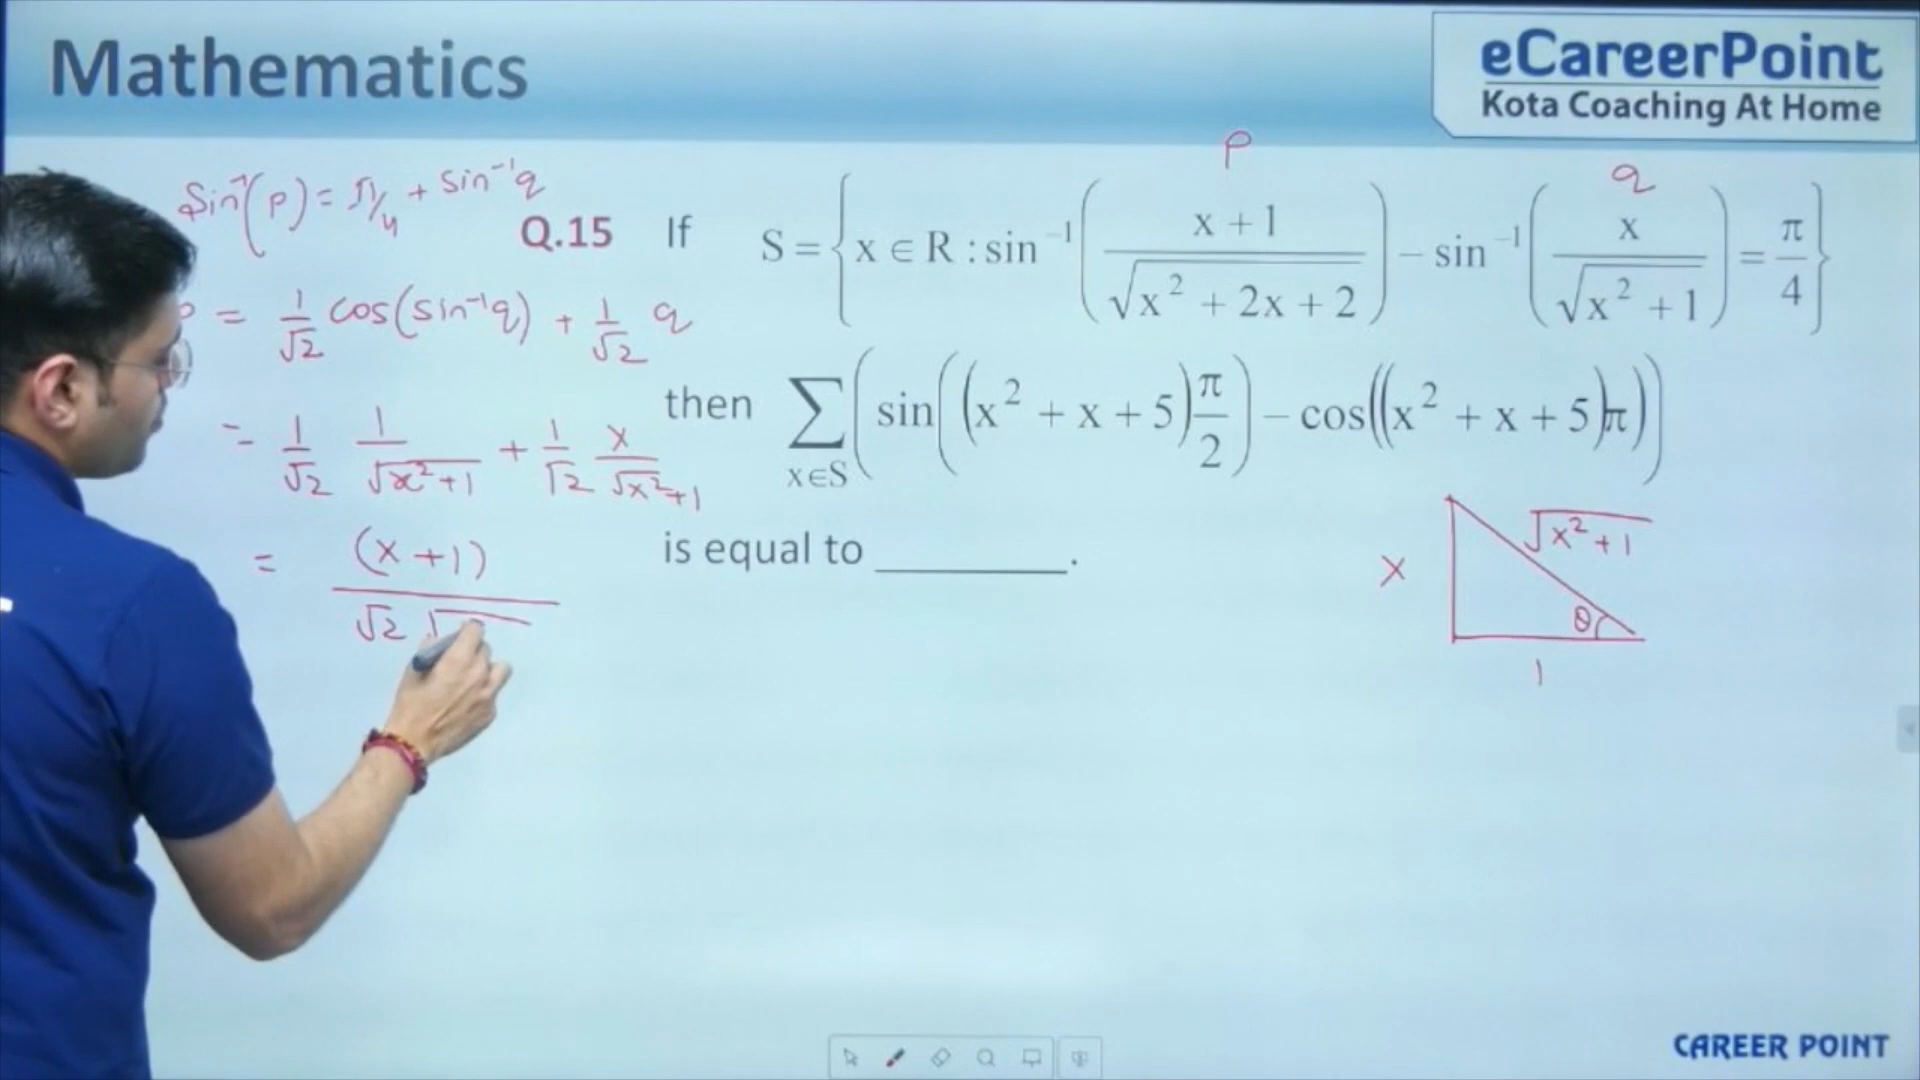 Mathematics
eCareerPoint
Kota Coaching At Home
p
q
Sin⁻¹(p) = π/4 + sin⁻¹q
Q.15 If S = {x ∈ R : sin⁻¹((x + 1)/√(x² + 2x + 2)) − sin⁻¹(x/√(x² + 1)) = π/4}
= 1/√2 cos(sin⁻¹q) + 1/√2 q
then ∑ x∈S (sin((x² + x + 5)π/2) − cos((x² + x + 5)π))
= 1/√2 1/√(x²+1) + 1/√2 x/√(x²+1)
is equal to ________.
= (x+1)/√2 √
x
√(x²+1)
θ
1
CAREER POINT